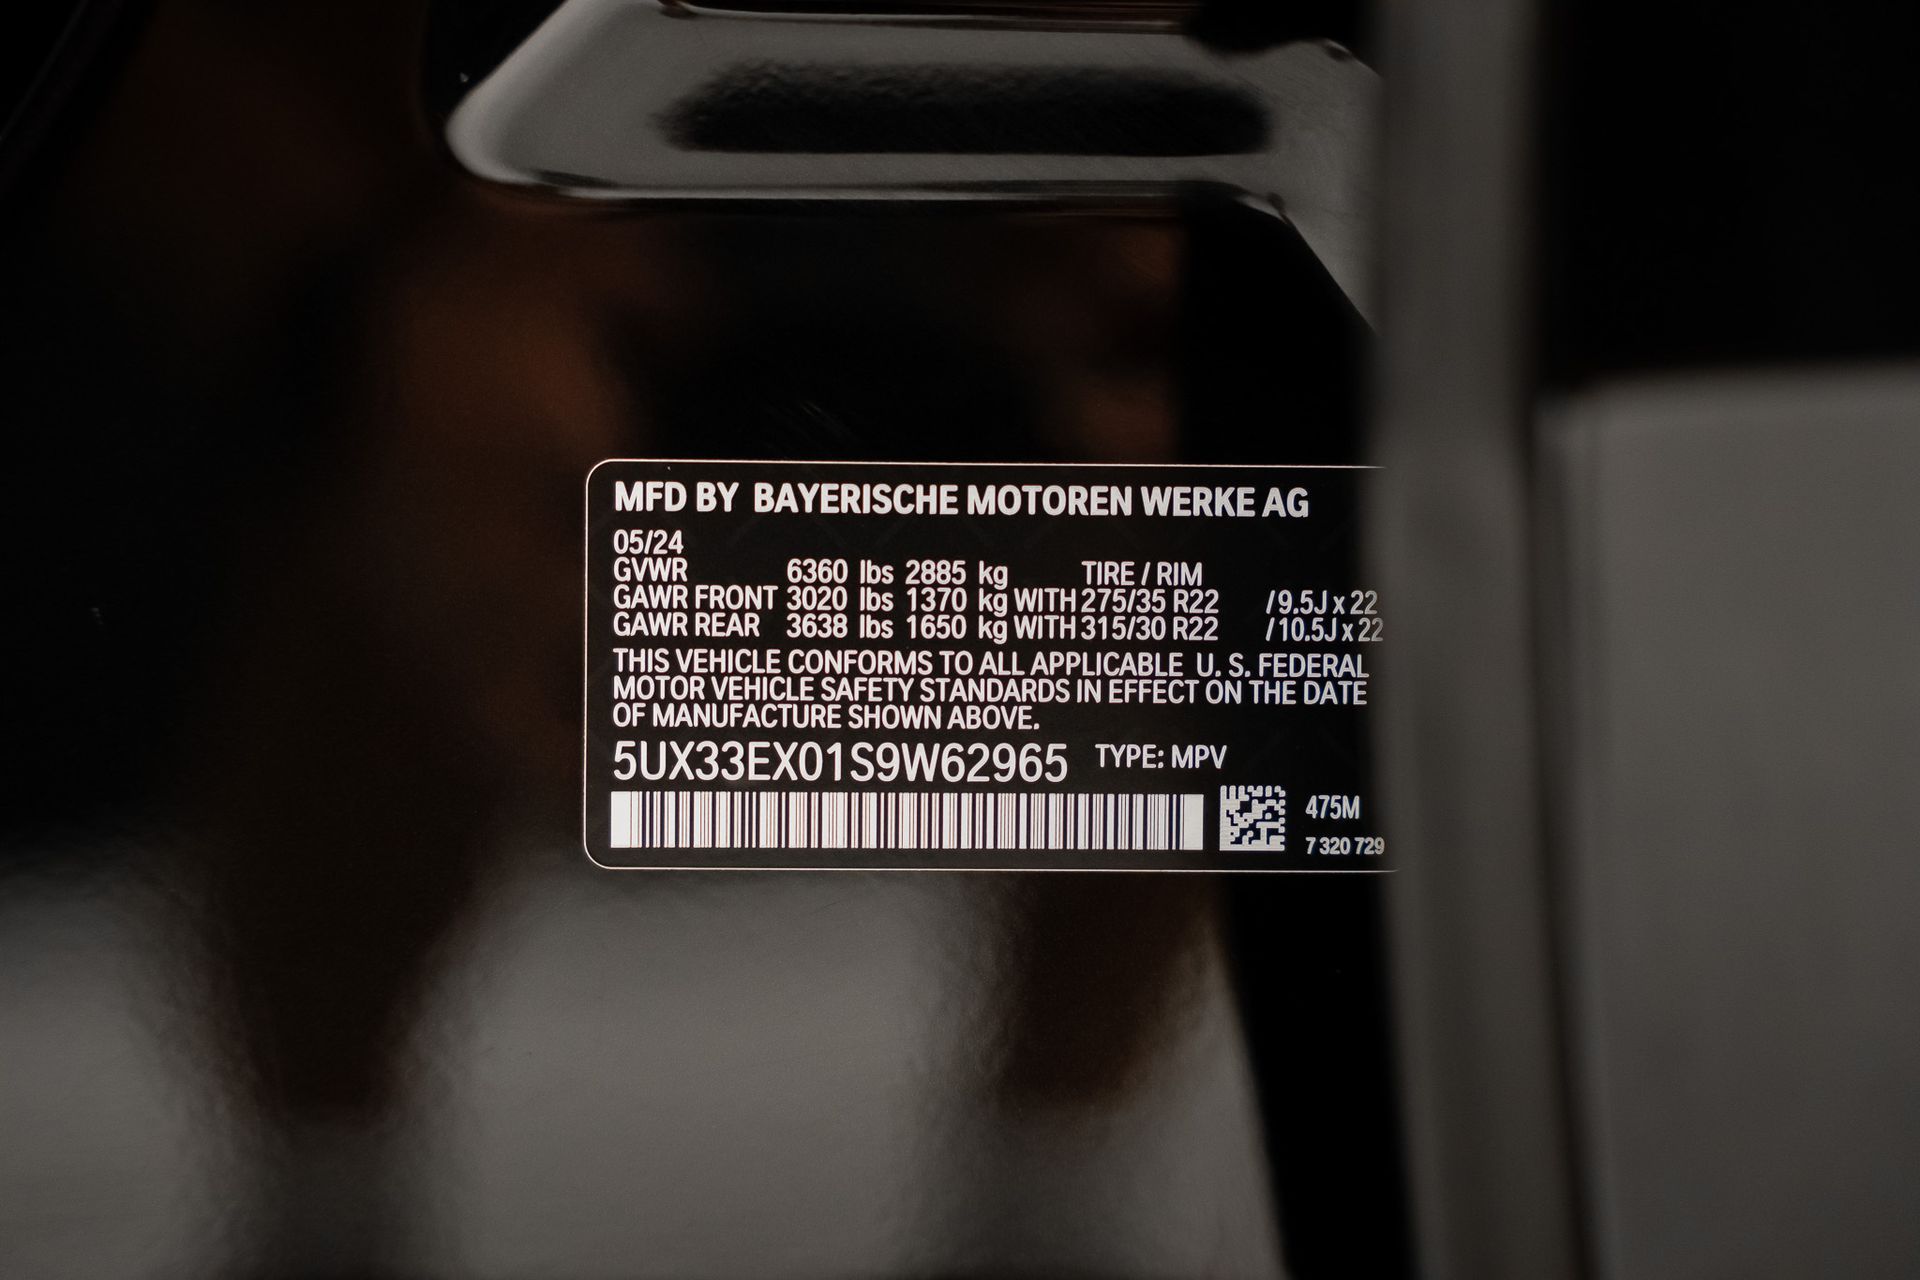 MFD BY BAYERISCHE MOTOREN WERKE AG
05/24
GVWR 6360 lbs 2885 kg TIRE / RIM
GAWR FRONT 3020 lbs 1370 kg WITH 275/35 R22 / 9.5J x 22
GAWR REAR 3638 lbs 1650 kg WITH 315/30 R22 / 10.5J x 22
THIS VEHICLE CONFORMS TO ALL APPLICABLE U. S. FEDERAL
MOTOR VEHICLE SAFETY STANDARDS IN EFFECT ON THE DATE
OF MANUFACTURE SHOWN ABOVE.
5UX33EX01S9W62965 TYPE: MPV
475M
7 320 729